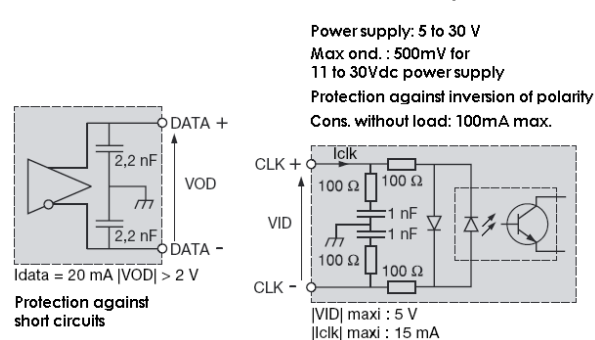 Power supply: 5 to 30 V
Max ond. : 500mV for
11 to 30Vdc power supply
Protection against inversion of polarity
Cons. without load: 100mA max.
DATA +
2,2 nF
VOD
2,2 nF
DATA -
Idata = 20 mA |VOD| > 2 V
Protection against
short circuits
Iclk
CLK +
100 Ω
100 Ω
1 nF
VID
1 nF
100 Ω
100 Ω
CLK -
|VID| maxi : 5 V
|Iclk| maxi : 15 mA